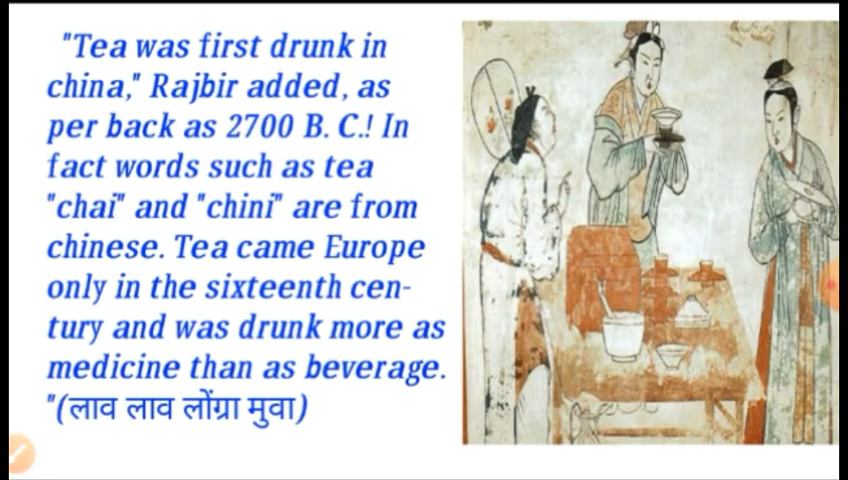 "Tea was first drunk in
china," Rajbir added, as
per back as 2700 B. C.! In
fact words such as tea
"chai" and "chini" are from
chinese. Tea came Europe
only in the sixteenth cen-
tury and was drunk more as
medicine than as beverage.
"(लाव लाव लोंग्रा मुवा)